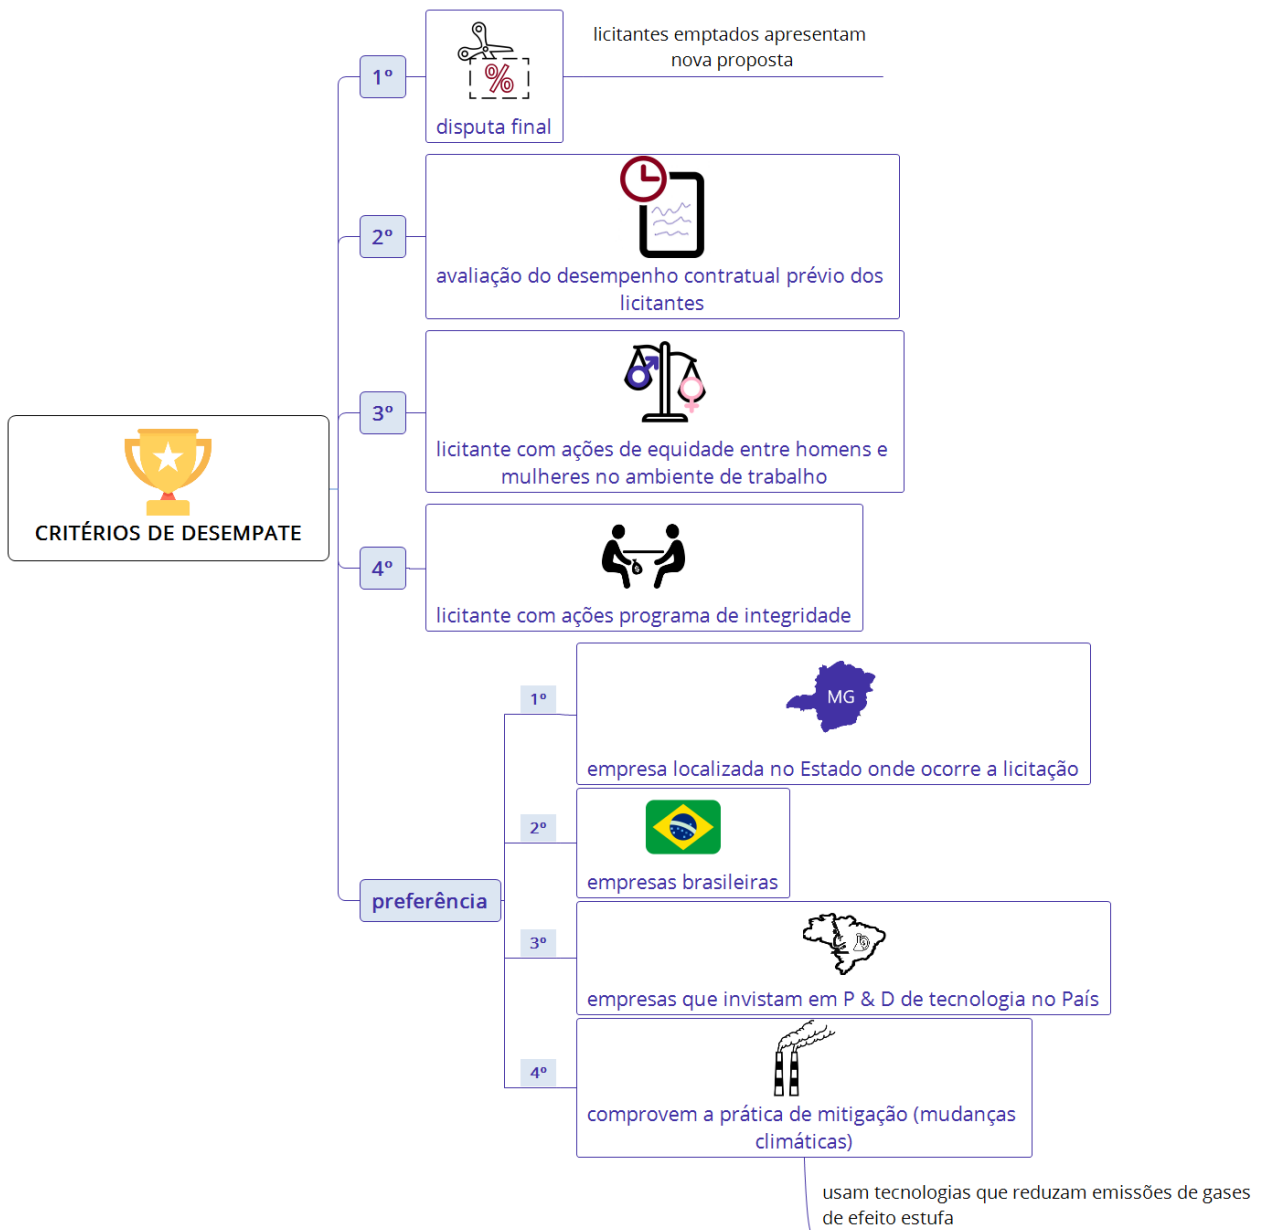 licitantes emptados apresentam
nova proposta
1º
%
disputa final
2º
avaliação do desempenho contratual prévio dos
licitantes
3º
licitante com ações de equidade entre homens e
mulheres no ambiente de trabalho
CRITÉRIOS DE DESEMPATE
4º
licitante com ações programa de integridade
preferência
1º
MG
empresa localizada no Estado onde ocorre a licitação
2º
empresas brasileiras
3º
empresas que invistam em P & D de tecnologia no País
4º
comprovem a prática de mitigação (mudanças
climáticas)
usam tecnologias que reduzam emissões de gases
de efeito estufa